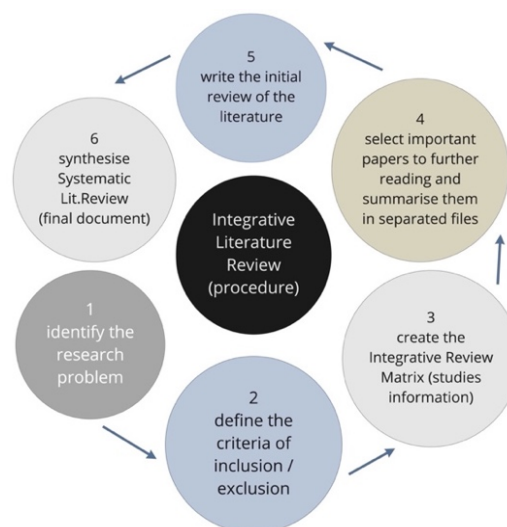 5
write the initial
review of the
literature
6
synthesise
Systematic
Lit.Review
(final document)
4
select important
papers to further
reading and
summarise them
in separated files
Integrative
Literature
Review
(procedure)
1
identify the
research
problem
3
create the
Integrative Review
Matrix (studies
information)
2
define the
criteria of
inclusion /
exclusion